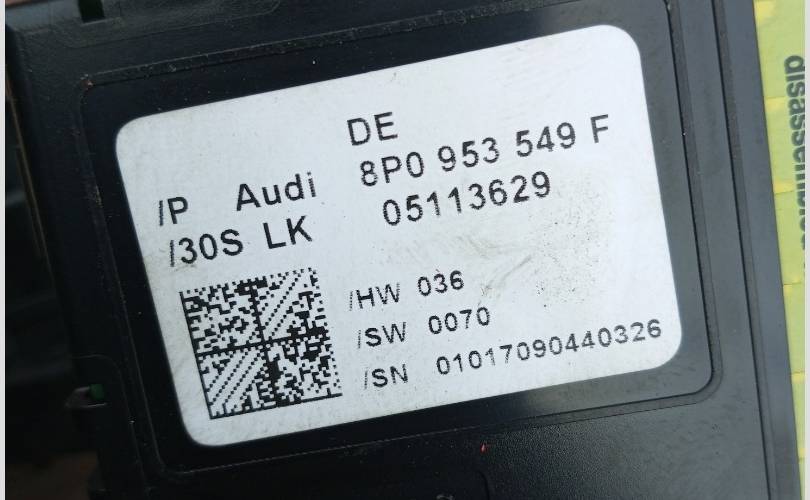 DE
/P Audi 8P0 953 549 F
/30S LK 05113629
/HW 036
/SW 0070
/SN 01017090440326